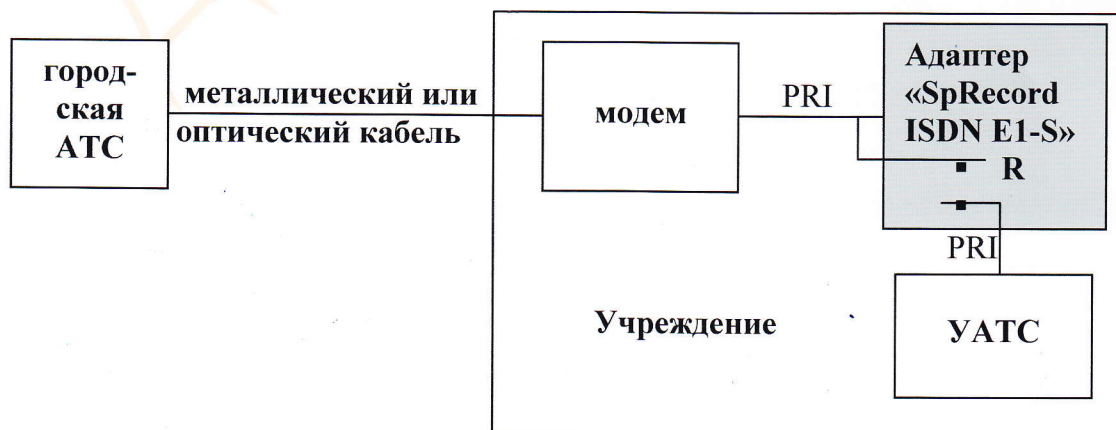 город-
ская
АТС
металлический или
оптический кабель
модем
PRI
Адаптер
«SpRecord
ISDN E1-S»
R
PRI
УАТС
Учреждение